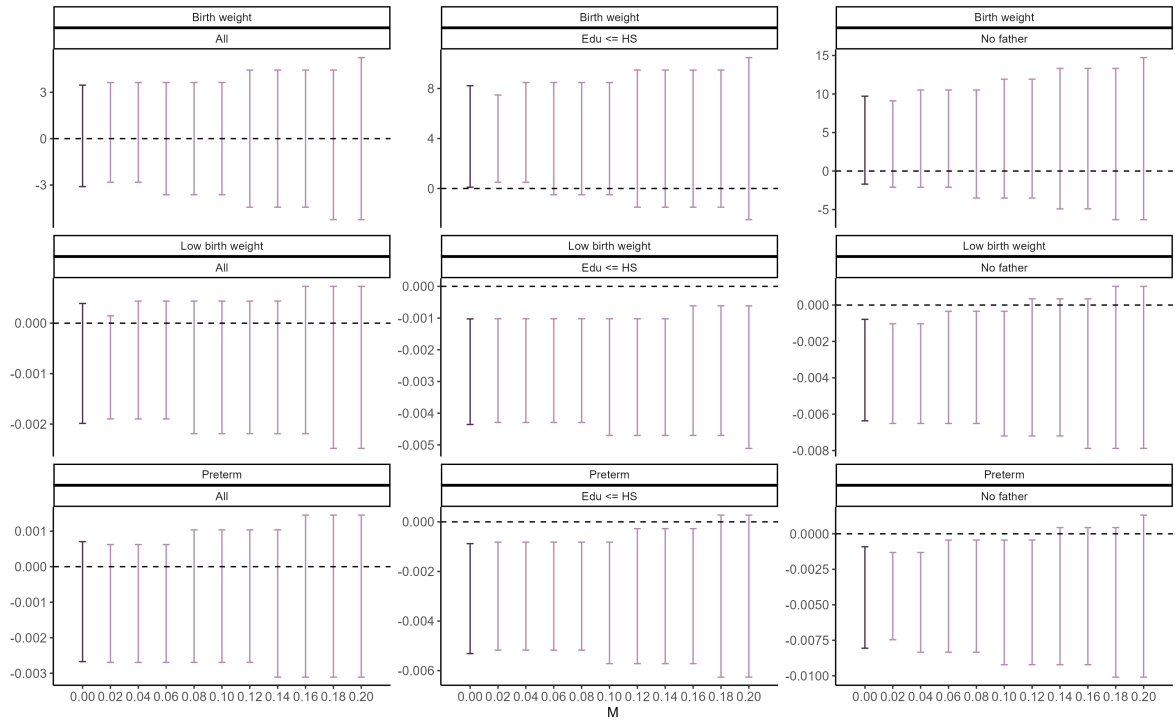 Birth weight
All
3
0
-3
Birth weight
Edu <= HS
8
4
0
Birth weight
No father
15
10
5
0
-5
Low birth weight
All
0.000
-0.001
-0.002
Low birth weight
Edu <= HS
0.000
-0.001
-0.002
-0.003
-0.004
-0.005
Low birth weight
No father
0.000
-0.002
-0.004
-0.006
-0.008
Preterm
All
0.001
0.000
-0.001
-0.002
-0.003
0.00 0.02 0.04 0.06 0.08 0.10 0.12 0.14 0.16 0.18 0.20
Preterm
Edu <= HS
0.000
-0.002
-0.004
-0.006
0.00 0.02 0.04 0.06 0.08 0.10 0.12 0.14 0.16 0.18 0.20
Preterm
No father
0.0000
-0.0025
-0.0050
-0.0075
-0.0100
0.00 0.02 0.04 0.06 0.08 0.10 0.12 0.14 0.16 0.18 0.20
M